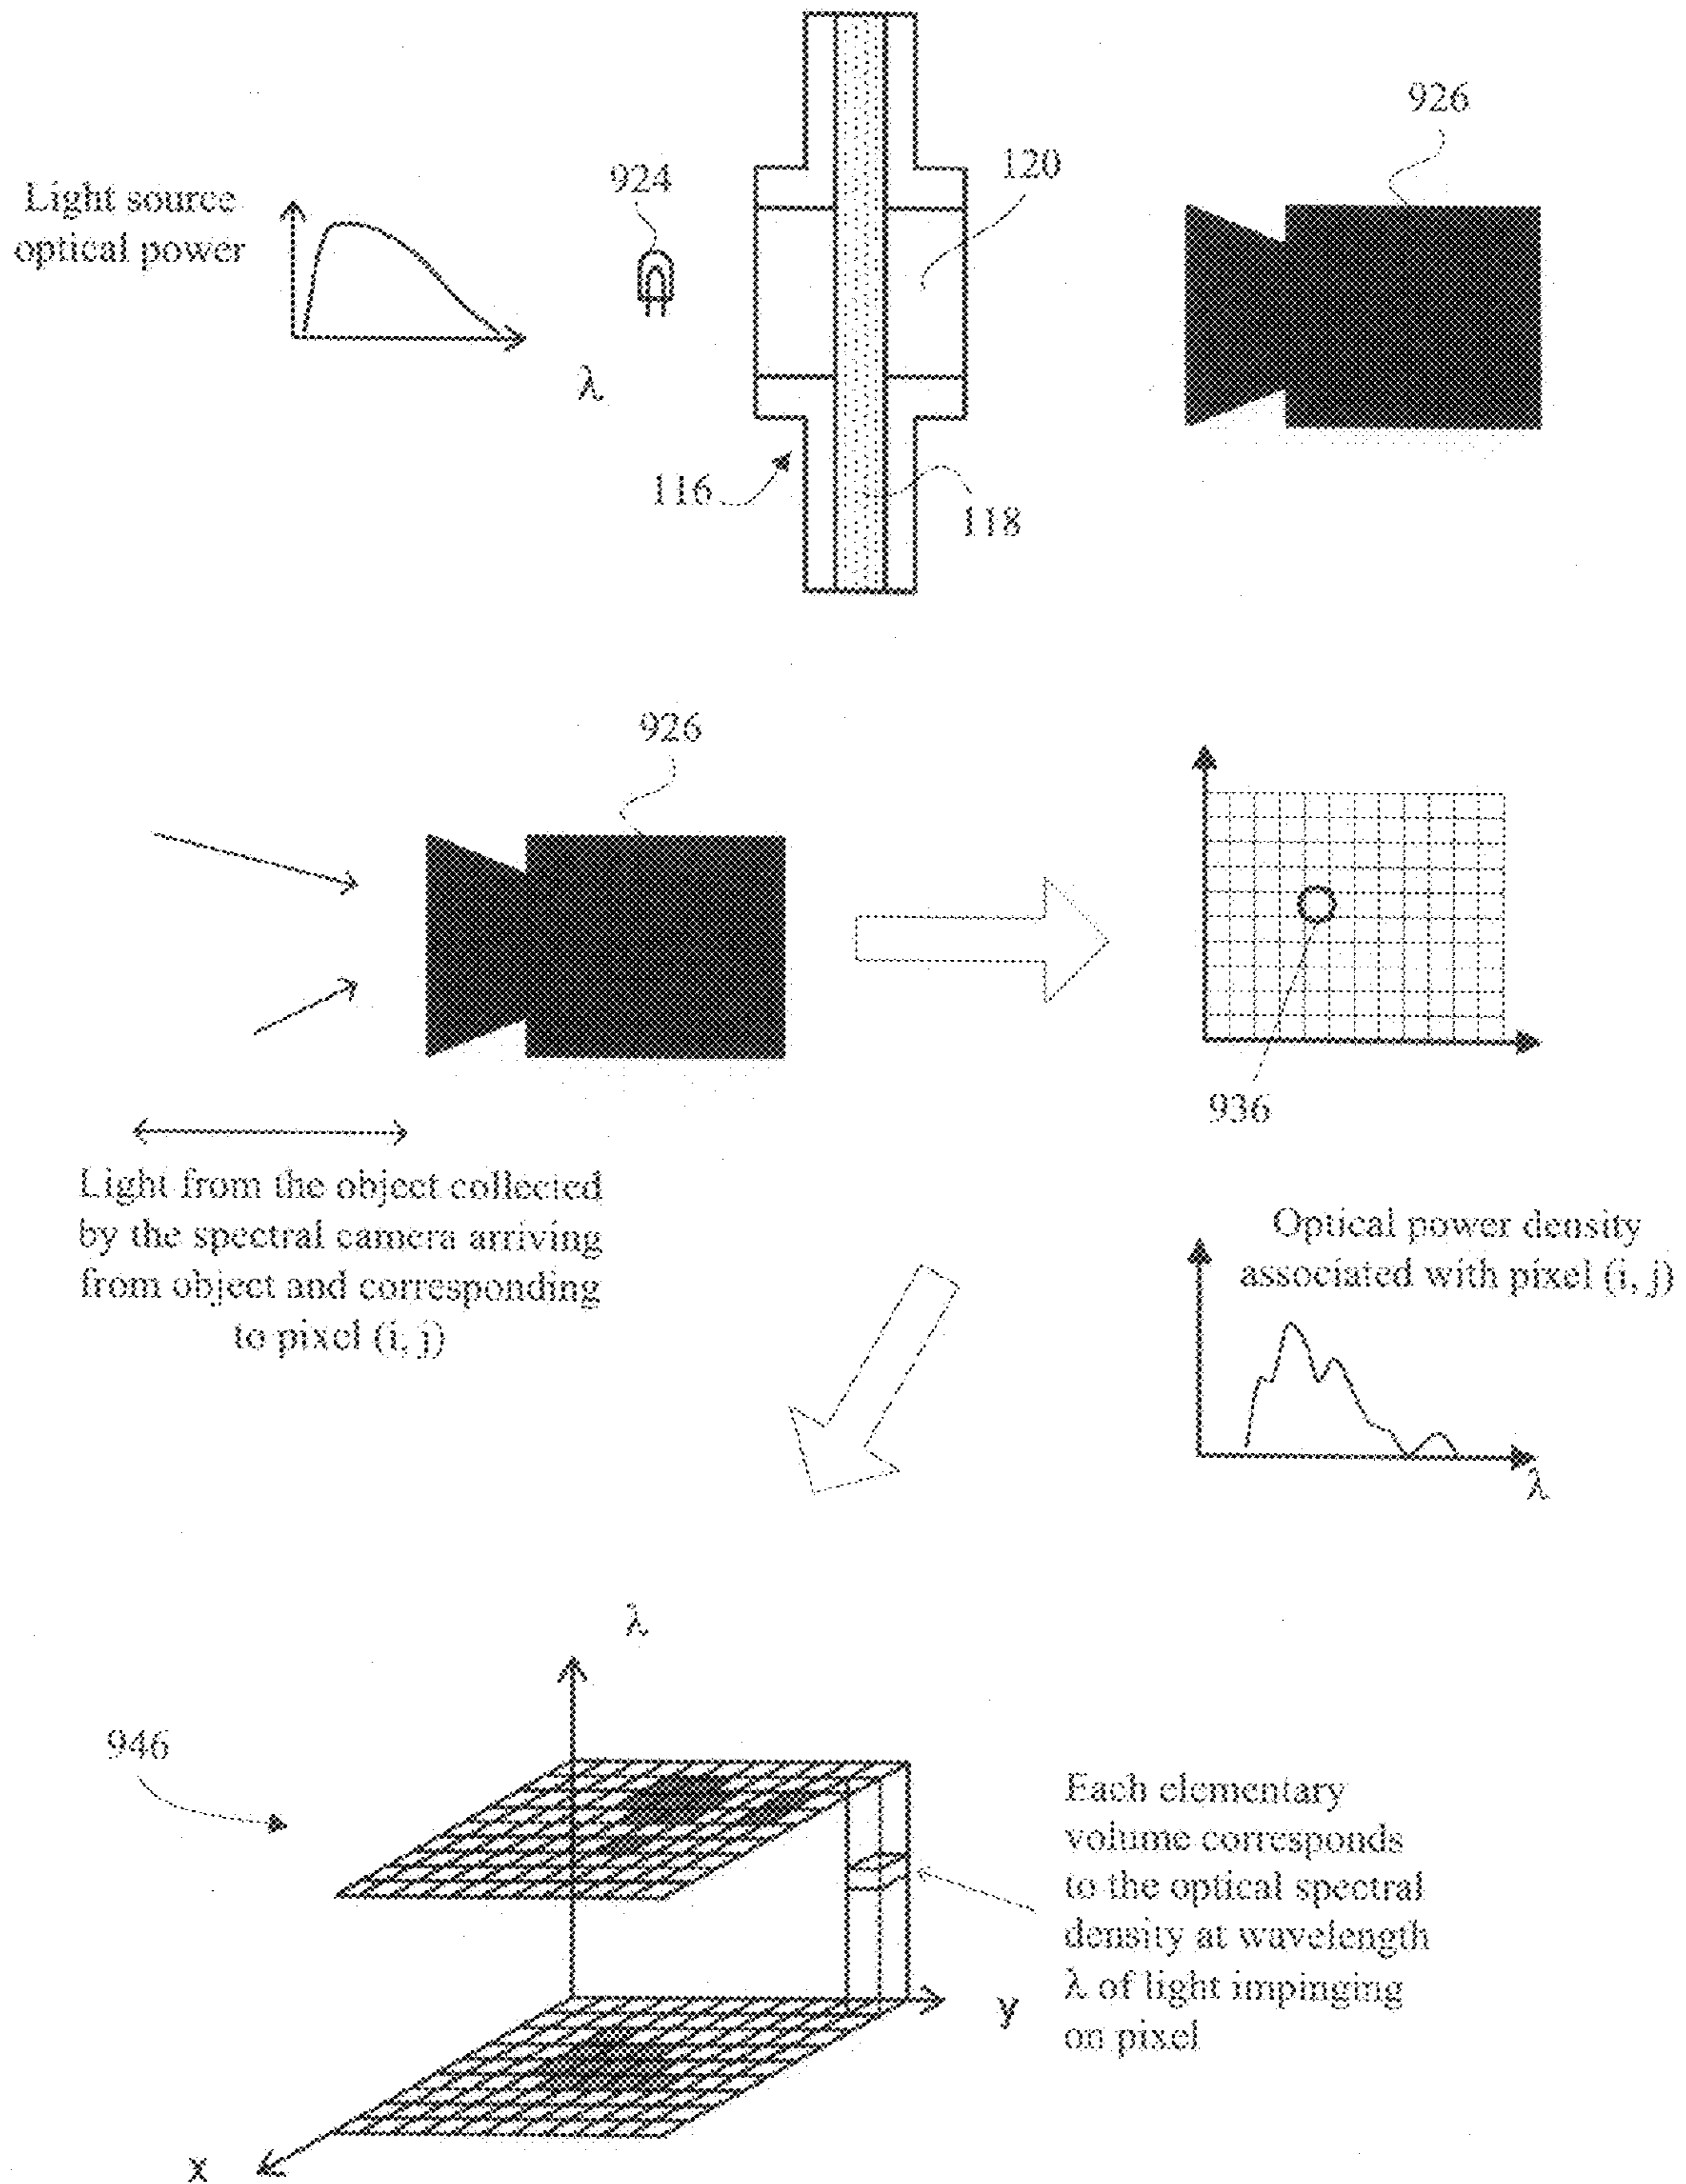 926
120
924
Light source
optical power
λ
116
118
926
936
Light from the object collected
by the spectral camera arriving
from object and corresponding
to pixel (i, j)
Optical power density
associated with pixel (i, j)
λ
λ
946
Each elementary
volume corresponds
to the optical spectral
density at wavelength
λ of light impinging
on pixel
y
x